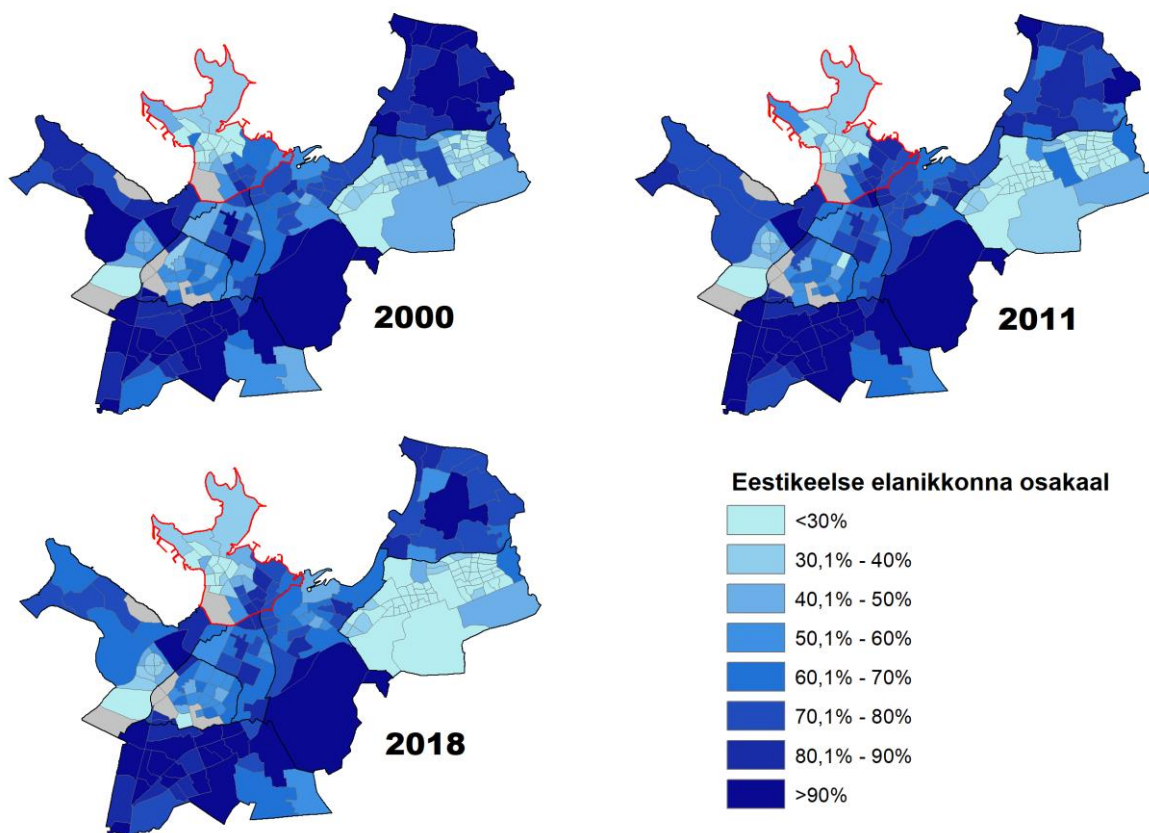 2000
2011
2018
Eestikeelse elanikkonna osakaal
<30%
30,1% - 40%
40,1% - 50%
50,1% - 60%
60,1% - 70%
70,1% - 80%
80,1% - 90%
>90%